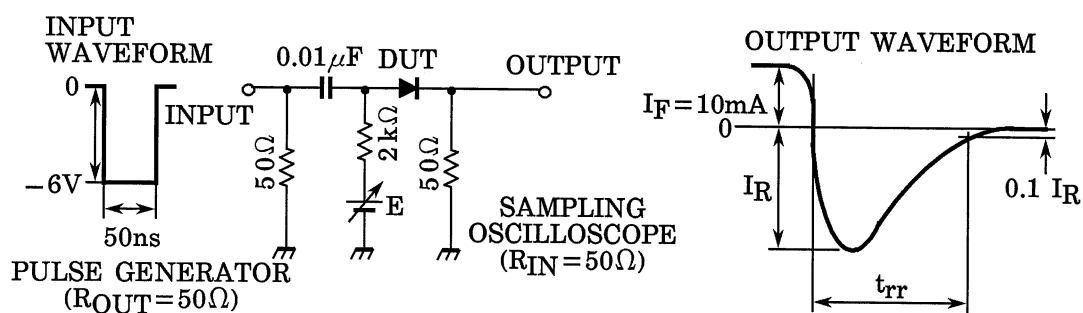 INPUT
WAVEFORM
0
−6V
50ns
PULSE GENERATOR
(ROUT=50Ω)
INPUT
0.01μF
DUT
OUTPUT
50Ω
2kΩ
E
50Ω
SAMPLING
OSCILLOSCOPE
(RIN=50Ω)
OUTPUT WAVEFORM
IF=10mA
0
IR
0.1 IR
trr